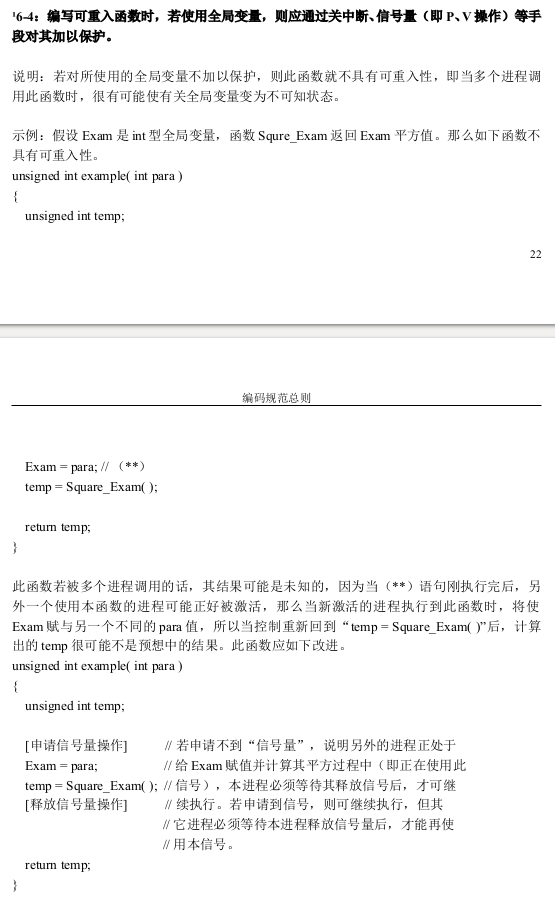 ¹6-4：编写可重入函数时，若使用全局变量，则应通过关中断、信号量（即 P、V 操作）等手
段对其加以保护。
说明：若对所使用的全局变量不加以保护，则此函数就不具有可重入性，即当多个进程调
用此函数时，很有可能使有关全局变量变为不可知状态。
示例：假设 Exam 是 int 型全局变量，函数 Squre_Exam 返回 Exam 平方值。那么如下函数不
具有可重入性。
unsigned int example( int para )
{
unsigned int temp;
22
编码规范总则
Exam = para; // （**）
temp = Square_Exam( );
return temp;
}
此函数若被多个进程调用的话，其结果可能是未知的，因为当（**）语句刚执行完后，另
外一个使用本函数的进程可能正好被激活，那么当新激活的进程执行到此函数时，将使
Exam 赋与另一个不同的 para 值，所以当控制重新回到“temp = Square_Exam( )”后，计算
出的 temp 很可能不是预想中的结果。此函数应如下改进。
unsigned int example( int para )
{
unsigned int temp;
[申请信号量操作] // 若申请不到“信号量”，说明另外的进程正处于
Exam = para; // 给 Exam 赋值并计算其平方过程中（即正在使用此
temp = Square_Exam( ); // 信号），本进程必须等待其释放信号后，才可继
[释放信号量操作] // 续执行。若申请到信号，则可继续执行，但其
// 它进程必须等待本进程释放信号量后，才能再使
// 用本信号。
return temp;
}